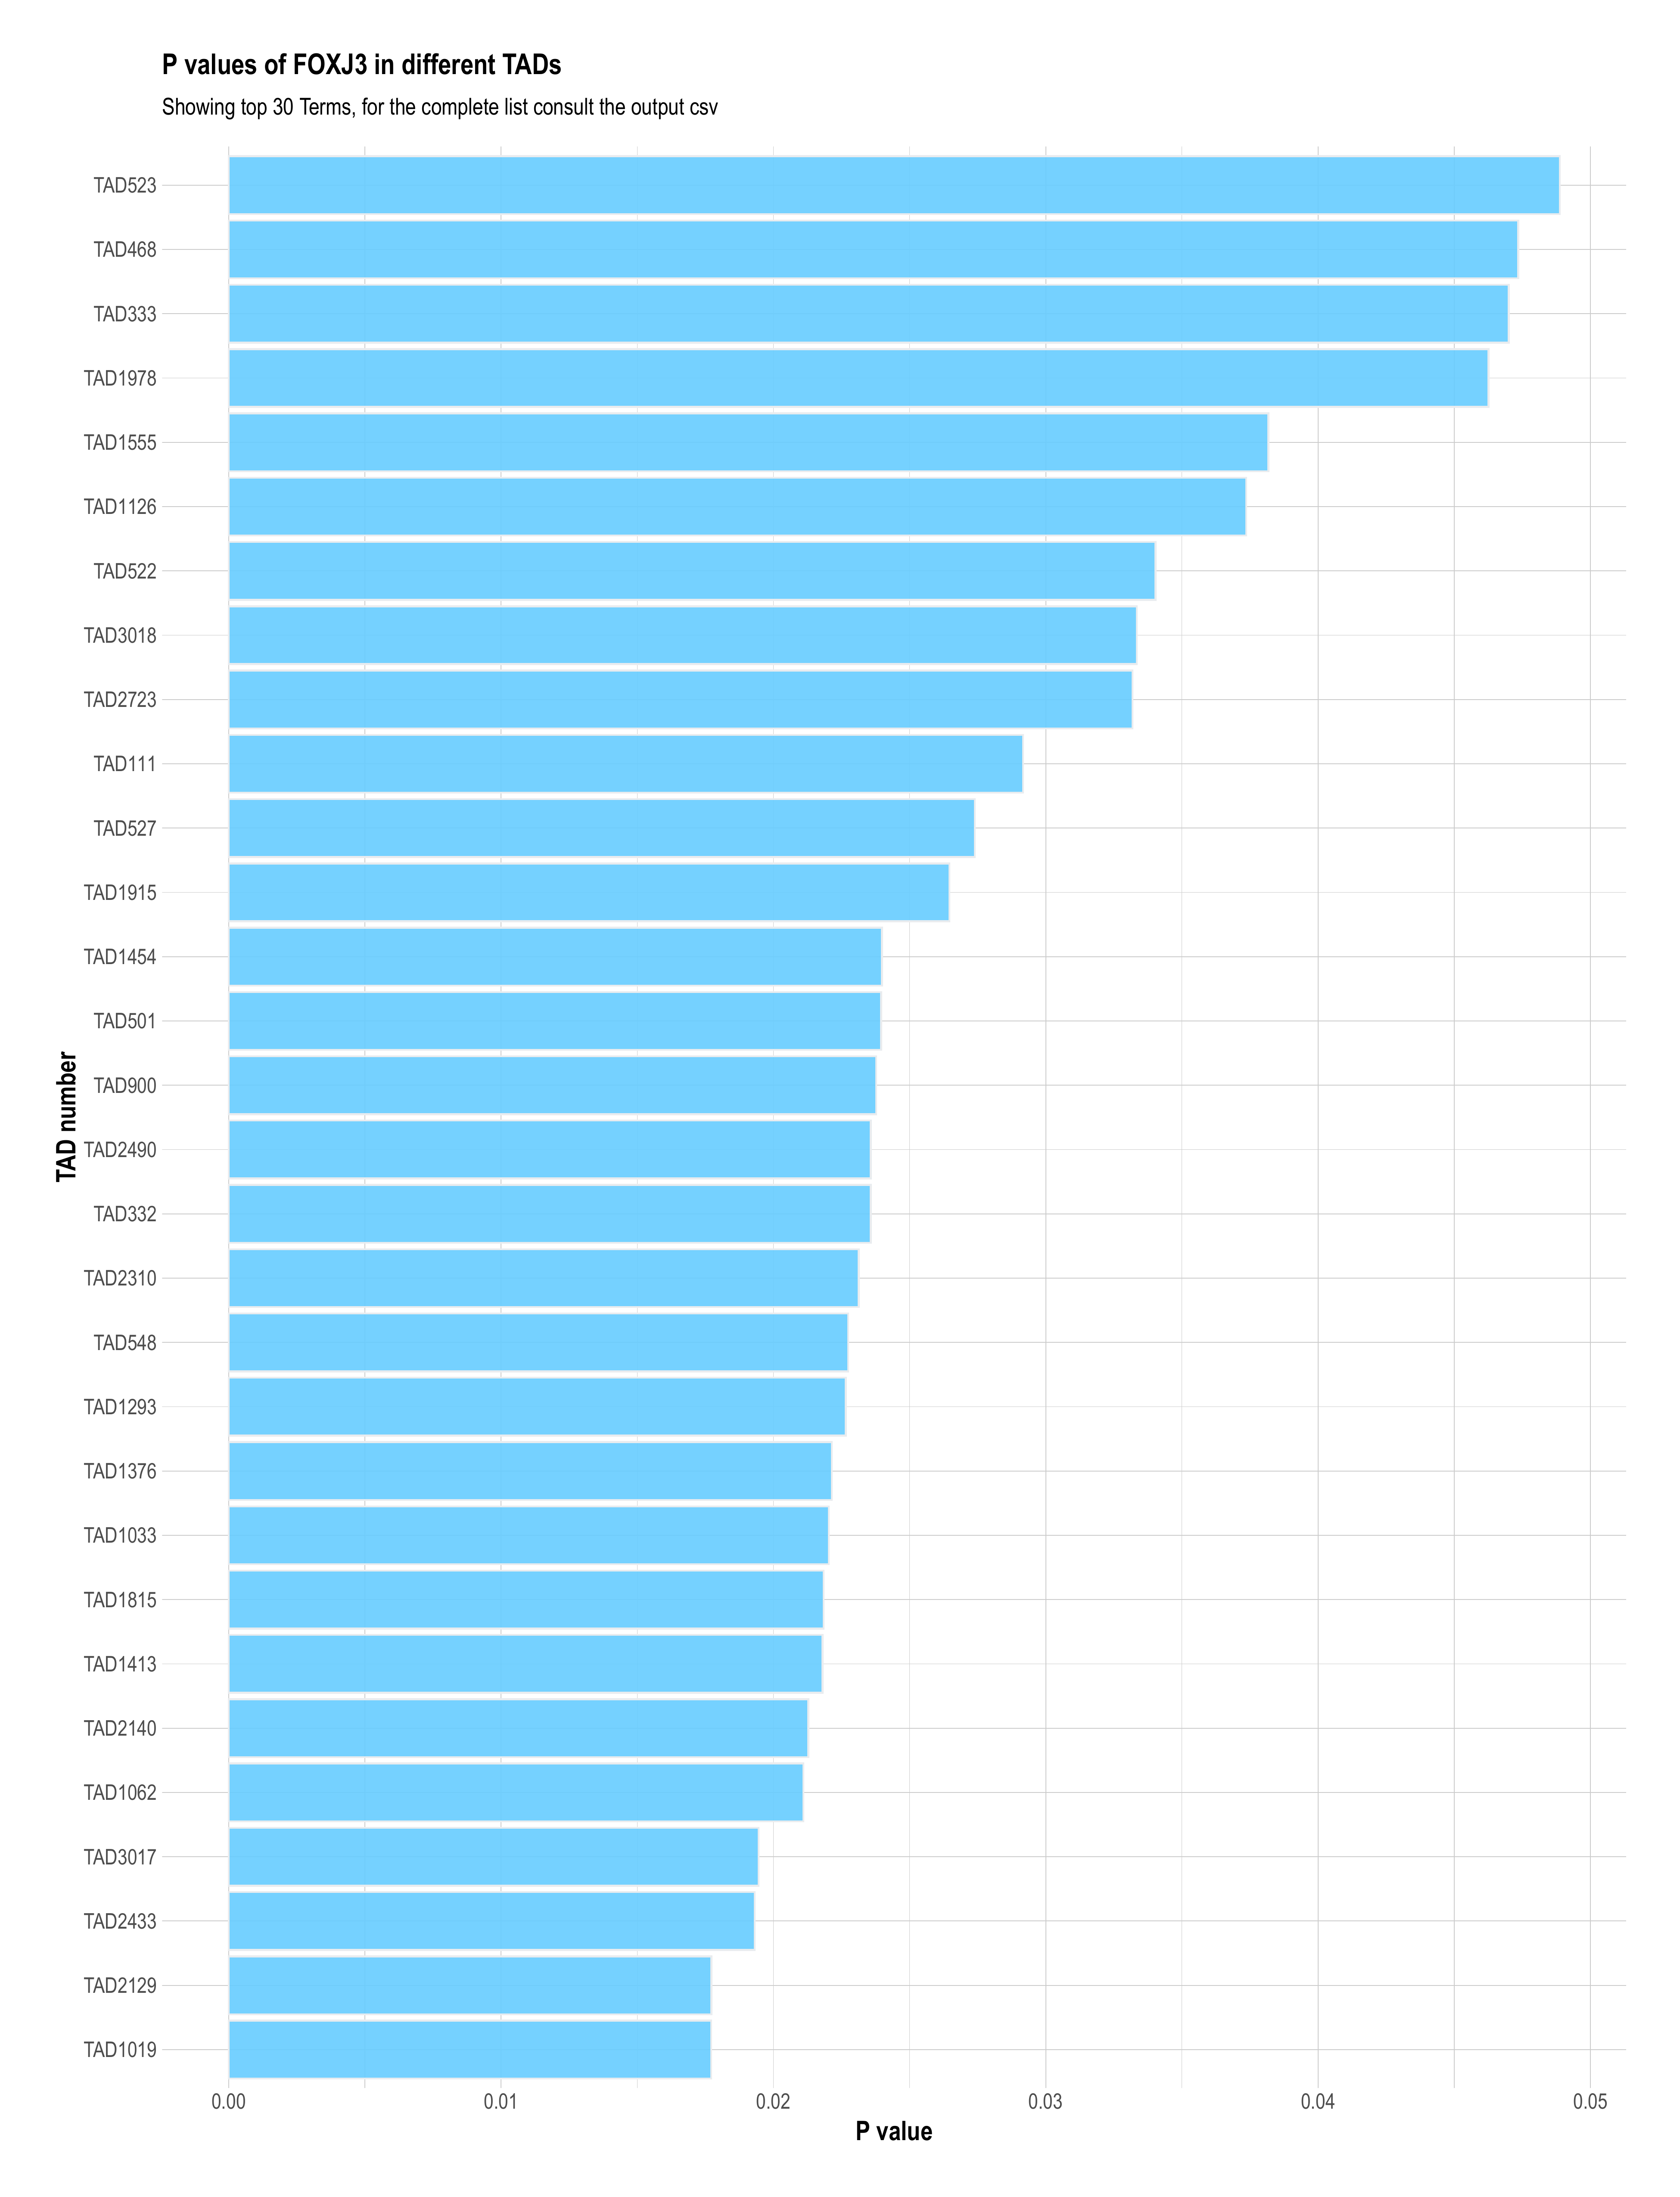 P values of FOXJ3 in different TADs
Showing top 30 Terms, for the complete list consult the output csv
TAD number
TAD523
TAD468
TAD333
TAD1978
TAD1555
TAD1126
TAD522
TAD3018
TAD2723
TAD111
TAD527
TAD1915
TAD1454
TAD501
TAD900
TAD2490
TAD332
TAD2310
TAD548
TAD1293
TAD1376
TAD1033
TAD1815
TAD1413
TAD2140
TAD1062
TAD3017
TAD2433
TAD2129
TAD1019
0.00 0.01 0.02 0.03 0.04 0.05
P value